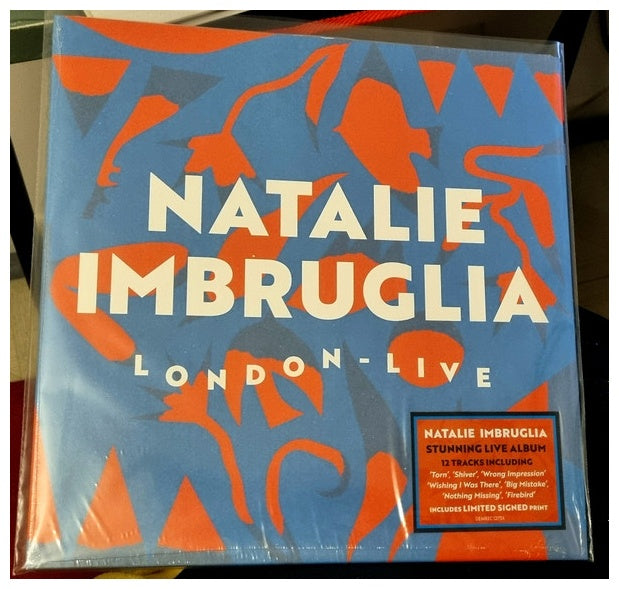 NATALIE
IMBRUGLIA
LONDON-LIVE
NATALIE IMBRUGLIA
STUNNING LIVE ALBUM
12 TRACKS INCLUDING
'Torn', 'Shiver', 'Wrong Impression'
'Wishing I Was There', 'Big Mistake',
'Nothing Missing', 'Firebird'
INCLUDES LIMITED SIGNED PRINT